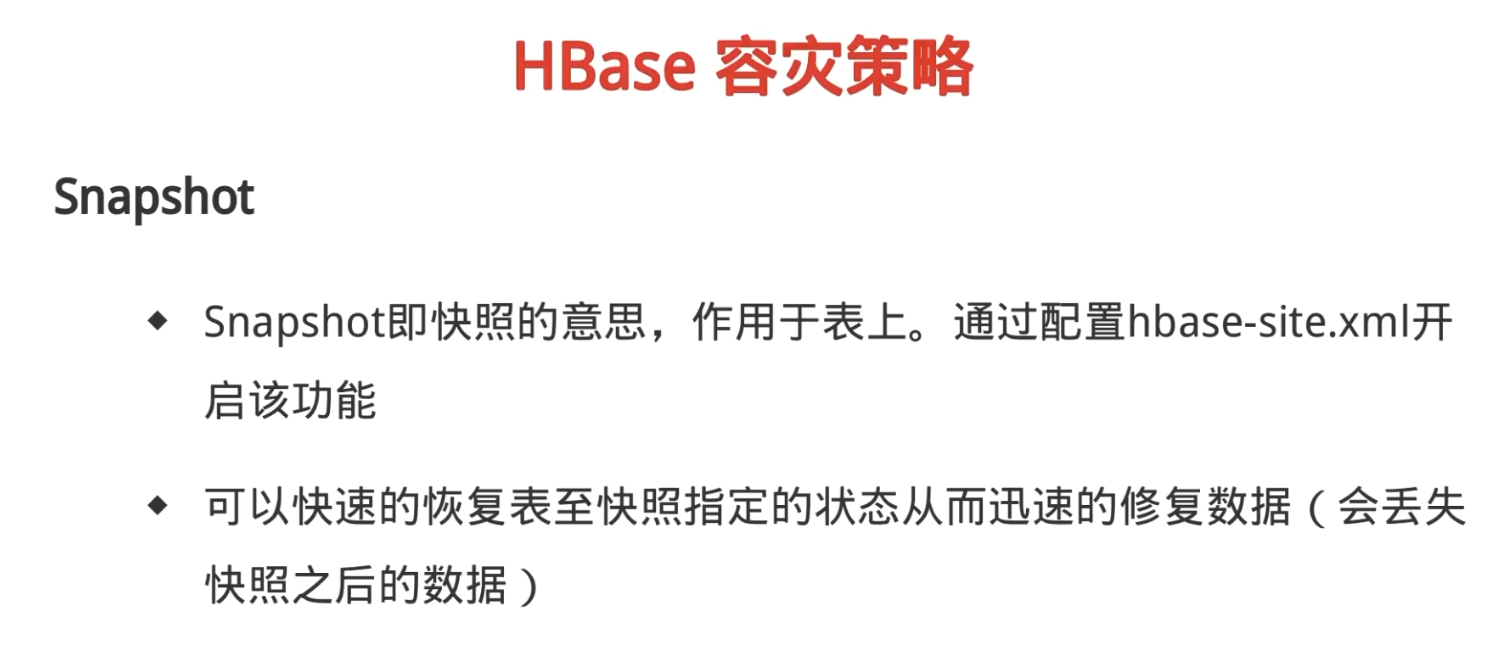 HBase 容灾策略
Snapshot
◆ Snapshot即快照的意思，作用于表上。通过配置hbase-site.xml开
启该功能
◆ 可以快速的恢复表至快照指定的状态从而迅速的修复数据（会丢失
快照之后的数据）